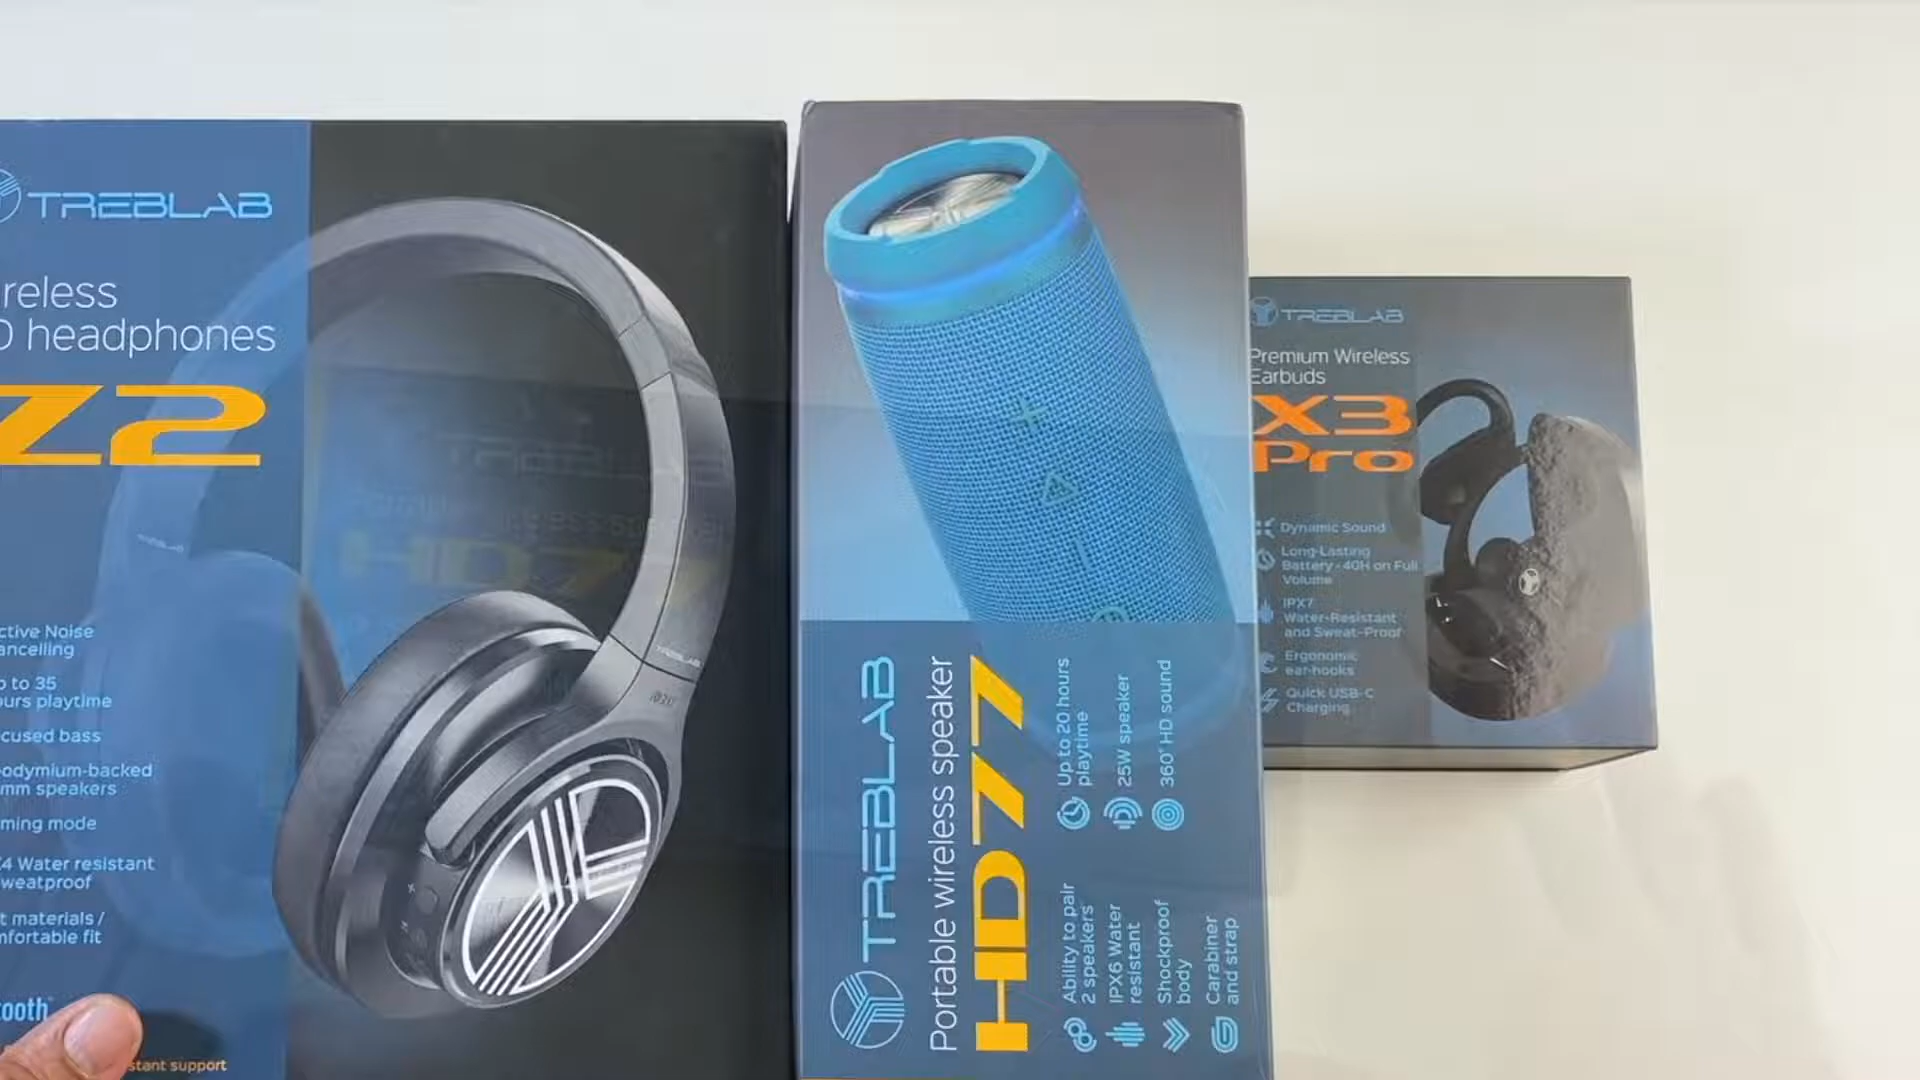 TREBLAB
reless
D headphones
Z2
ctive Noise
ancelling
p to 35
ours playtime
cused bass
odymium-backed
mm speakers
ming mode
4 Water resistant
weatproof
t materials /
mfortable fit
tooth
stant support
TREBLAB
TREBLAB
Portable wireless speaker
HD77
Up to 20 hours
playtime
25W speaker
360° HD sound
Ability to pair
2 speakers
IPX6 Water
resistant
Shockproof
body
Carabiner
and strap
TREBLAB
Premium Wireless
Earbuds
X3
Pro
Dynamic Sound
Long-Lasting
Battery - 40H on Full
Volume
IPX7
Water-Resistant
and Sweat-Proof
Ergonomic
ear-hooks
Quick USB-C
Charging